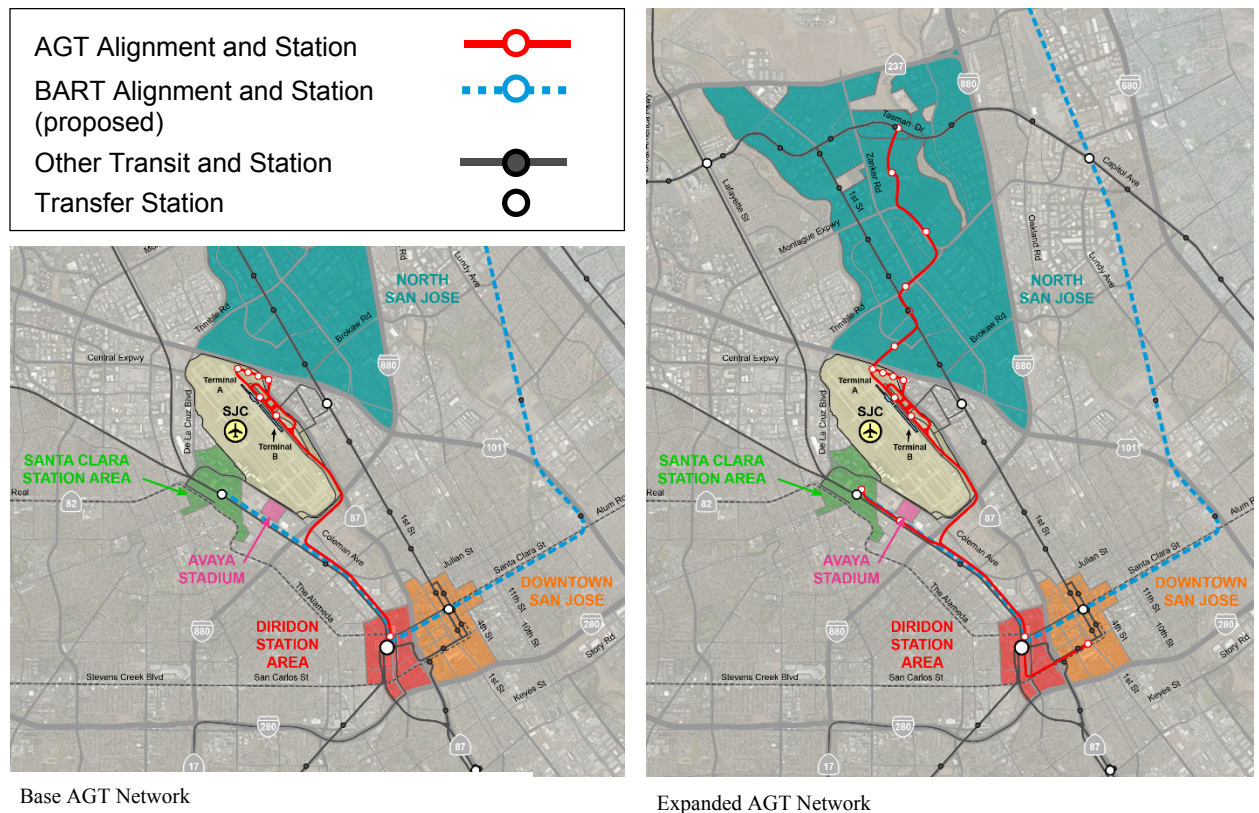 AGT Alignment and Station
BART Alignment and Station
(proposed)
Other Transit and Station
Transfer Station
Rd
Lundy Ave
NORTH
SAN JOSE
Trimble Rd
Brokaw Rd
Central Expwy
880
Terminal
A
De La Cruz Blvd
SJC
Terminal
B
101
SANTA CLARA
STATION AREA
Real
82
Alum Ro
87
1st St
AVAYA
STADIUM
Coleman Ave
Julian St
Santa Clara St
The Alameda
DOWNTOWN
SAN JOSE
11th St
10th St
4th St
280
DIRIDON
STATION
AREA
880
Story Rd
Stevens Creek Blvd
San Carlos St
1st St
Keyes St
280
87
17
Base AGT Network
237
880
680
Tasman Dr
Zanker Rd
Capitol Ave
Lafayette St
1st St
Montague Expwy
Oakland Rd
Lundy Ave
NORTH
SAN JOSE
Trimble Rd
Brokaw Rd
Central Expwy
880
Terminal
A
De La Cruz Blvd
SJC
Terminal
B
101
SANTA CLARA
STATION AREA
Real
82
Alum Ro
87
1st St
AVAYA
STADIUM
Coleman Ave
Julian St
Santa Clara St
The Alameda
DOWNTOWN
SAN JOSE
11th St
10th St
4th St
280
DIRIDON
STATION
AREA
880
Story Rd
Stevens Creek Blvd
San Carlos St
1st St
Keyes St
280
87
17
Expanded AGT Network